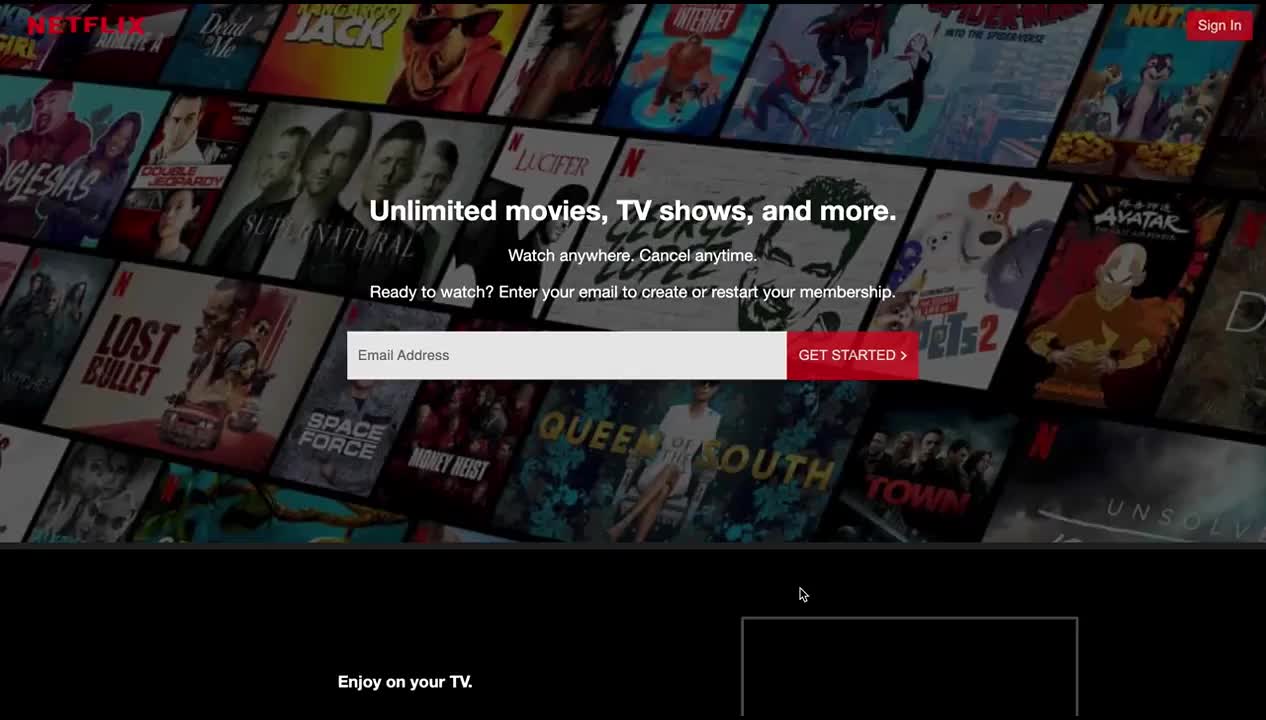 NETFLIX
Sign In
GIRL
ATHLETE A
Dead to Me
KANGAROO
JACK
INTERNET
SPIDER-MAN
INTO THE SPIDER-VERSE
NUT
IGLESIAS
DOUBLE
JEOPARDY
SUPERNATURAL
N
LUCIFER
N
GEORGE
LOPEZ
AVATAR
Unlimited movies, TV shows, and more.
Watch anywhere. Cancel anytime.
Ready to watch? Enter your email to create or restart your membership.
Email Address
GET STARTED >
PETS 2
N
LOST
BULLET
SPACE
FORCE
MONEY HEIST
QUEEN OF THE SOUTH
TOWN
N
UNSOLV
Enjoy on your TV.